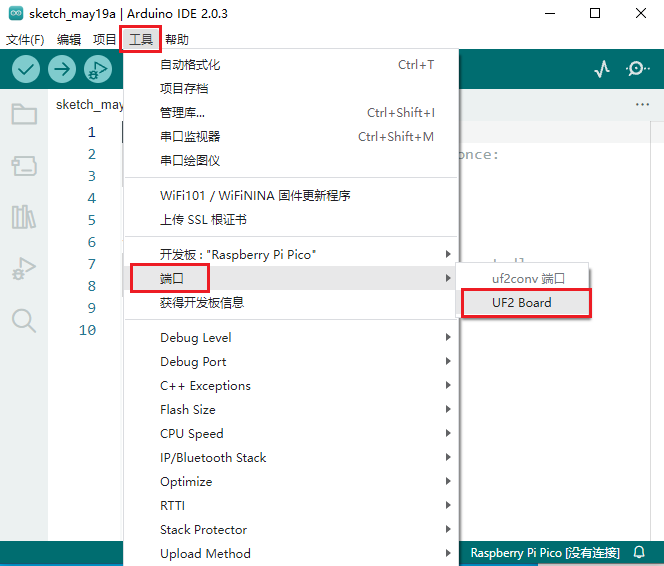 sketch_may19a | Arduino IDE 2.0.3
文件(F) 编辑 项目 工具 帮助
sketch_may
自动格式化 Ctrl+T
项目存档
管理库... Ctrl+Shift+I
串口监视器 Ctrl+Shift+M
串口绘图仪
WiFi101 / WiFiNINA 固件更新程序
上传 SSL 根证书
开发板 : "Raspberry Pi Pico"
端口
获得开发板信息
Debug Level
Debug Port
C++ Exceptions
Flash Size
CPU Speed
IP/Bluetooth Stack
Optimize
RTTI
Stack Protector
Upload Method
uf2conv 端口
UF2 Board
1
2
3
4
5
6
7
8
9
10
once:
Raspberry Pi Pico [没有连接]